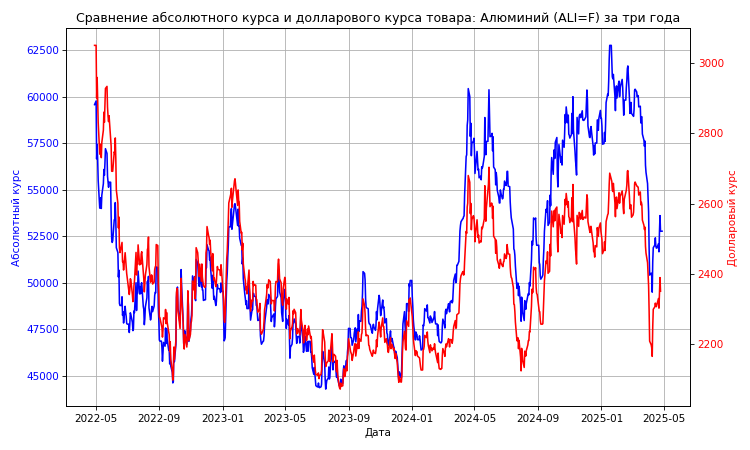 Сравнение абсолютного курса и долларового курса товара: Алюминий (ALI=F) за три года
62500
60000
57500
55000
52500
50000
47500
45000
Абсолютный курс
3000
2800
2600
2400
2200
Долларовый курс
2022-05 2022-09 2023-01 2023-05 2023-09 2024-01 2024-05 2024-09 2025-01 2025-05
Дата